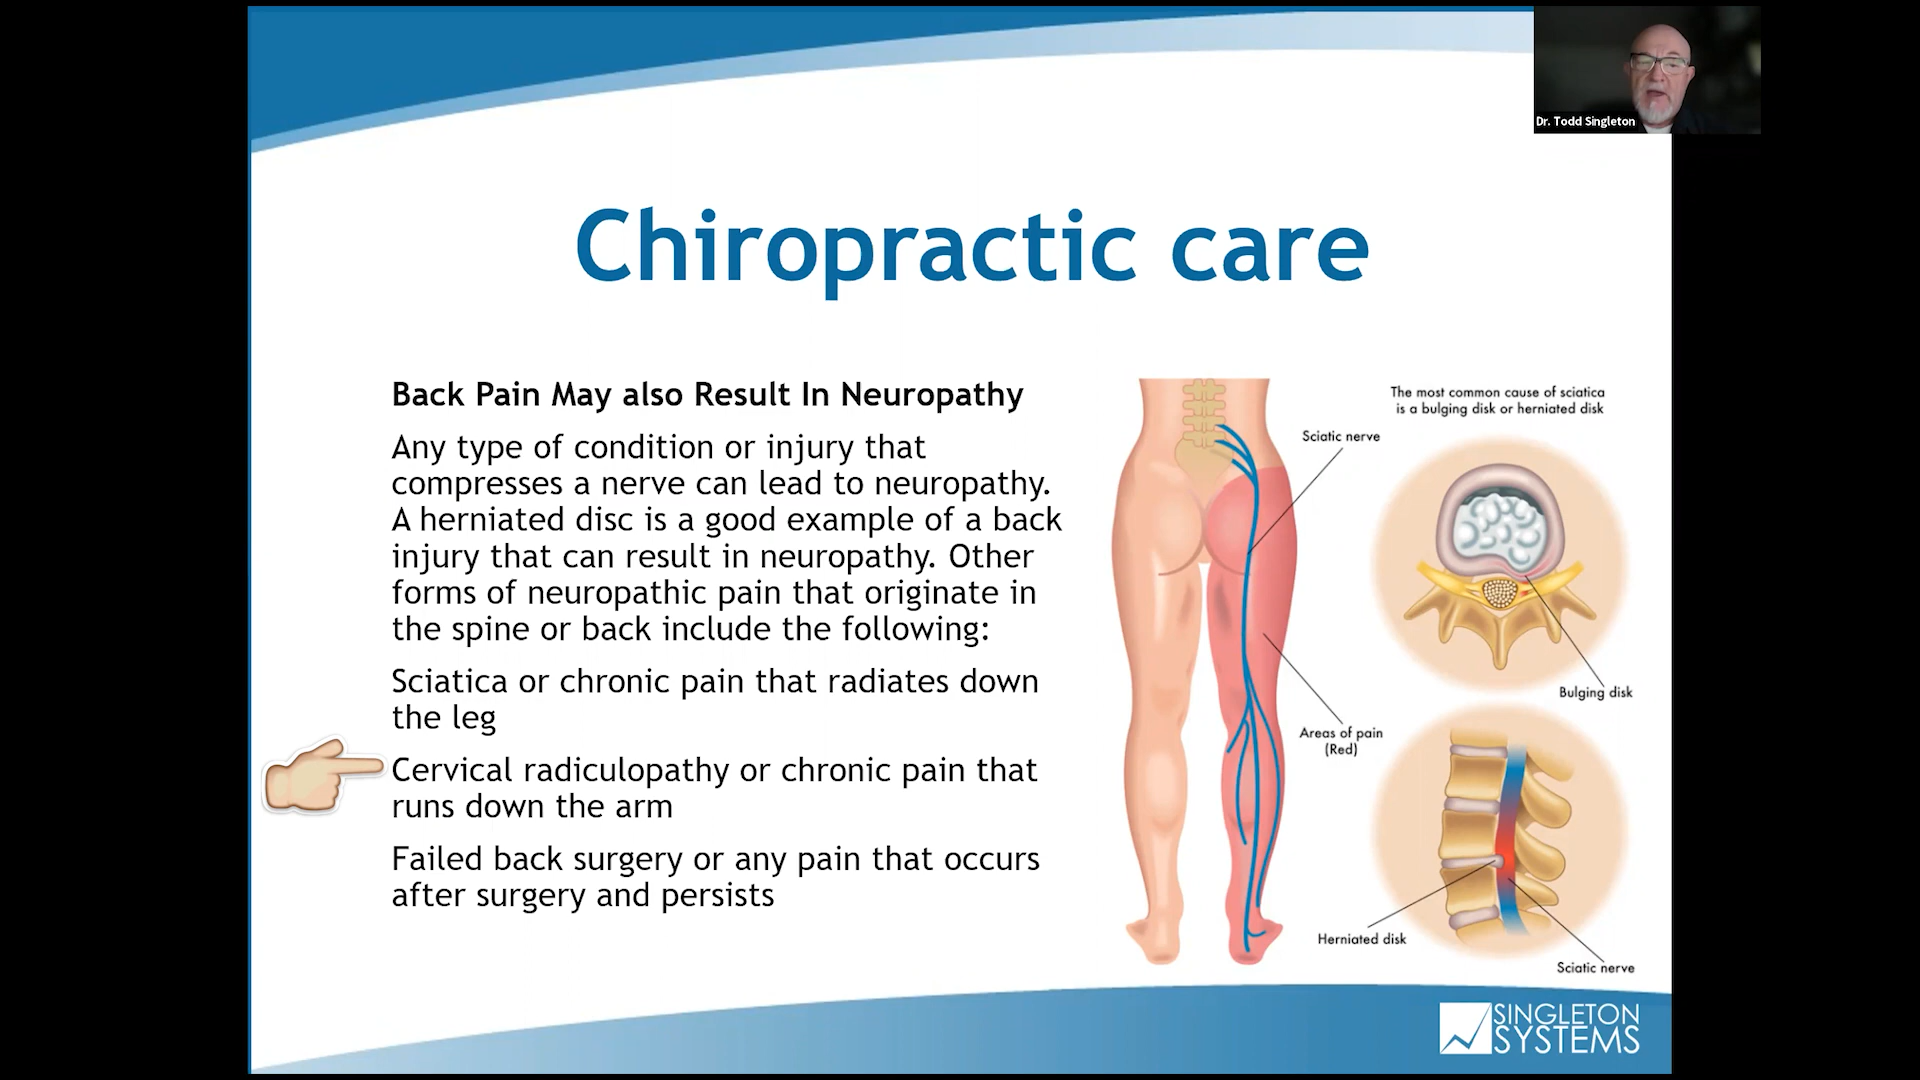 Dr. Todd Singleton
Chiropractic care
Back Pain May also Result In Neuropathy
Any type of condition or injury that
compresses a nerve can lead to neuropathy.
A herniated disc is a good example of a back
injury that can result in neuropathy. Other
forms of neuropathic pain that originate in
the spine or back include the following:
Sciatica or chronic pain that radiates down
the leg
Cervical radiculopathy or chronic pain that
runs down the arm
Failed back surgery or any pain that occurs
after surgery and persists
The most common cause of sciatica
is a bulging disk or herniated disk
Sciatic nerve
Bulging disk
Areas of pain
(Red)
Herniated disk
Sciatic nerve
SINGLETON
SYSTEMS